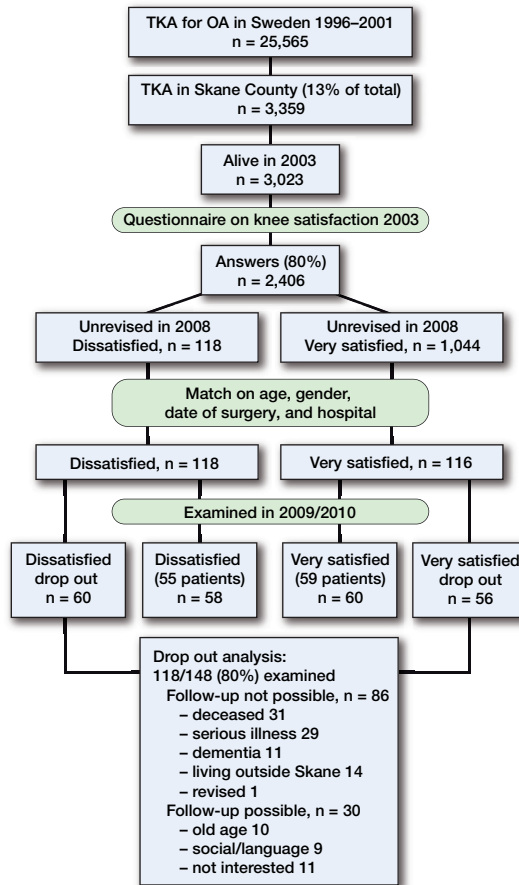 TKA for OA in Sweden 1996–2001
n = 25,565
TKA in Skane County (13% of total)
n = 3,359
Alive in 2003
n = 3,023
Questionnaire on knee satisfaction 2003
Answers (80%)
n = 2,406
Unrevised in 2008
Dissatisfied, n = 118
Unrevised in 2008
Very satisfied, n = 1,044
Match on age, gender,
date of surgery, and hospital
Dissatisfied, n = 118
Very satisfied, n = 116
Examined in 2009/2010
Dissatisfied
drop out
n = 60
Dissatisfied
(55 patients)
n = 58
Very satisfied
(59 patients)
n = 60
Very satisfied
drop out
n = 56
Drop out analysis:
118/148 (80%) examined
Follow-up not possible, n = 86
– deceased 31
– serious illness 29
– dementia 11
– living outside Skane 14
– revised 1
Follow-up possible, n = 30
– old age 10
– social/language 9
– not interested 11